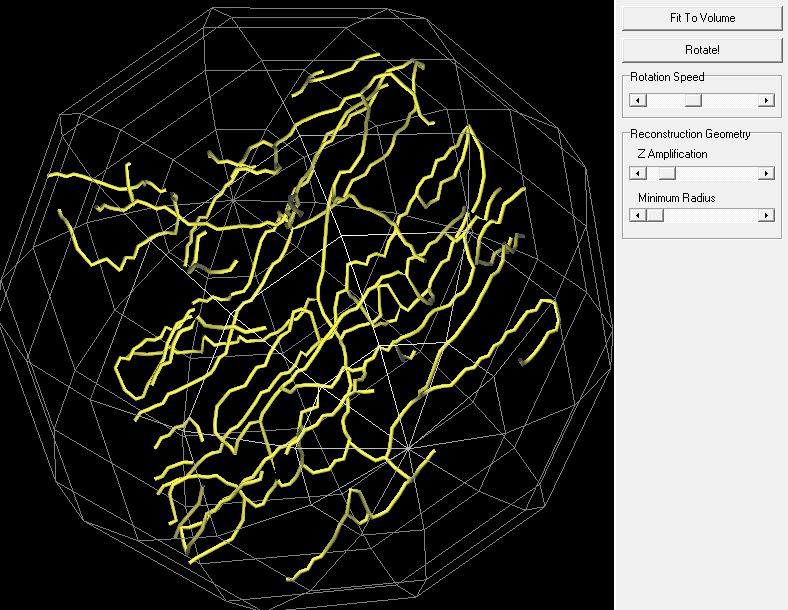 Fit To Volume
Rotate!
Rotation Speed
Reconstruction Geometry
Z Amplification
Minimum Radius